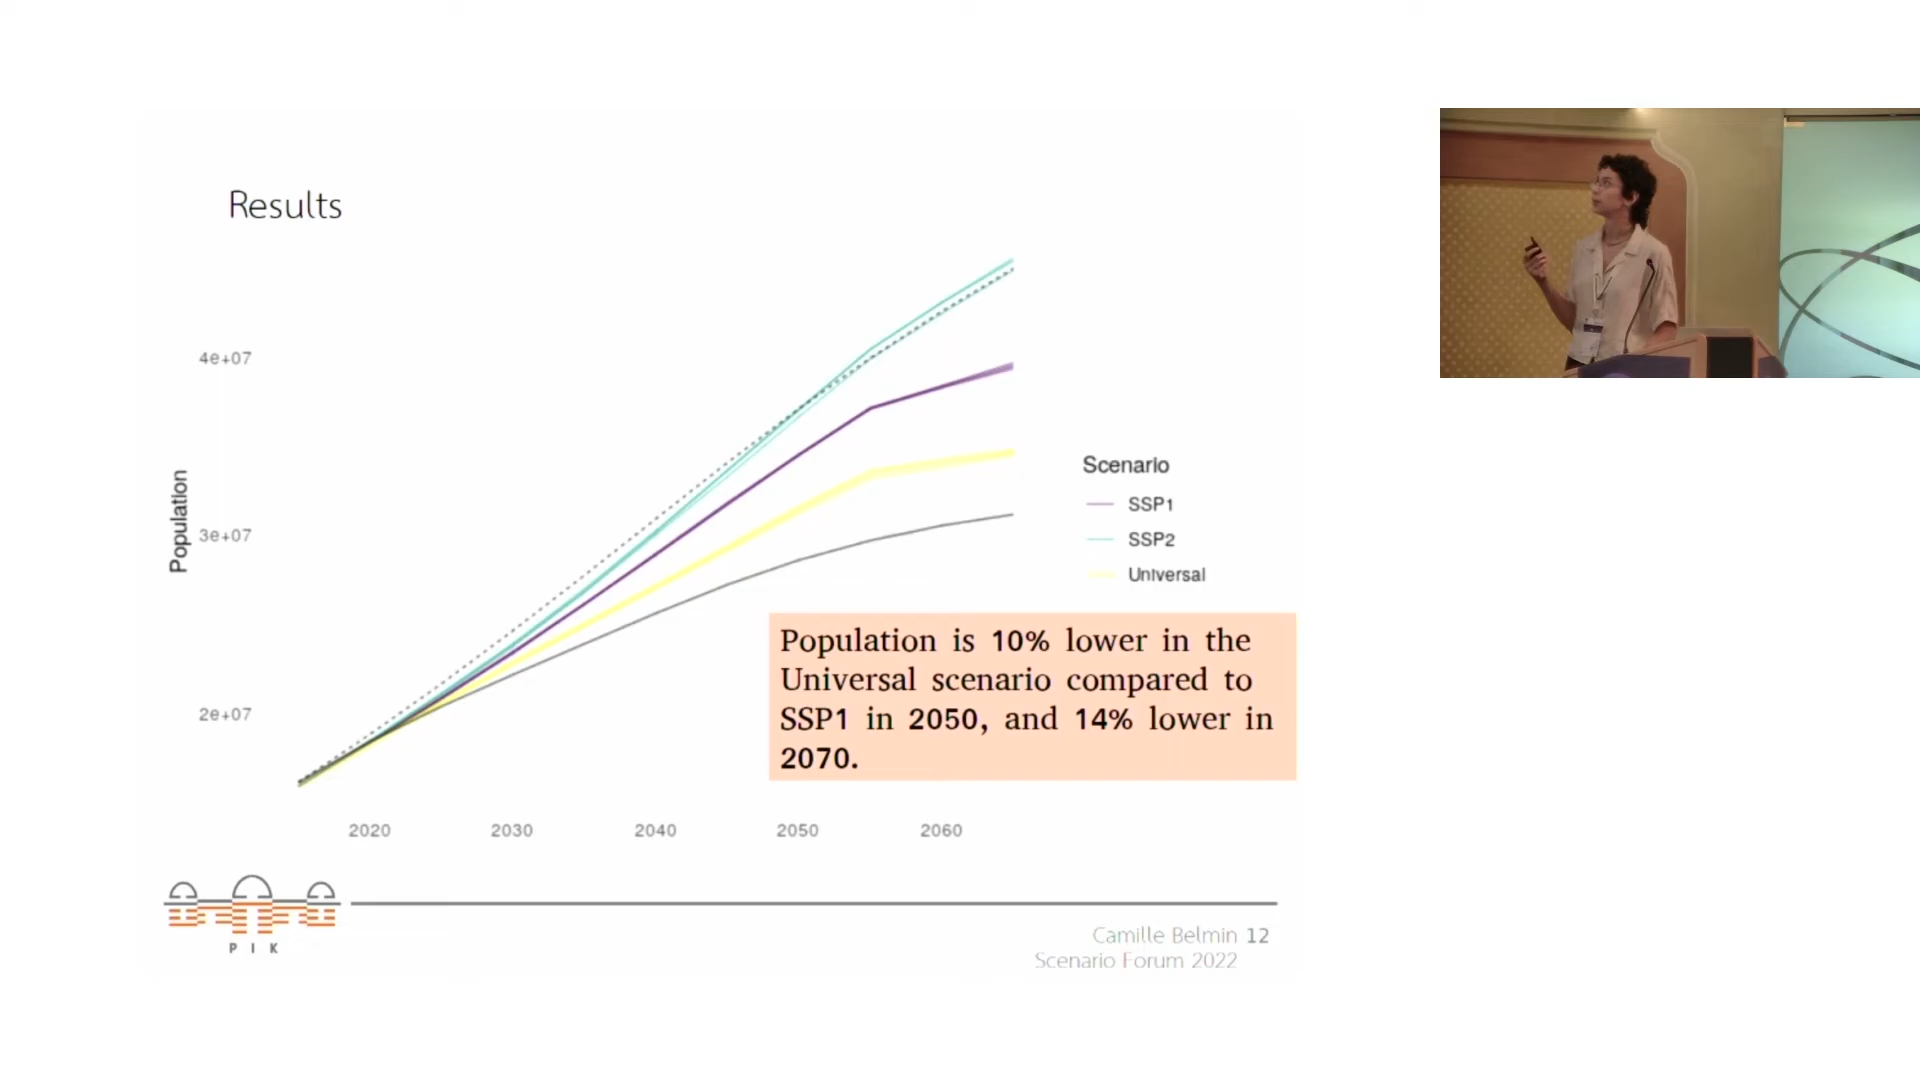 Results
4e+07
3e+07
2e+07
Population
2020 2030 2040 2050 2060
Scenario
SSP1
SSP2
Universal
Population is 10% lower in the
Universal scenario compared to
SSP1 in 2050, and 14% lower in
2070.
P I K
Camille Belmin 12
Scenario Forum 2022